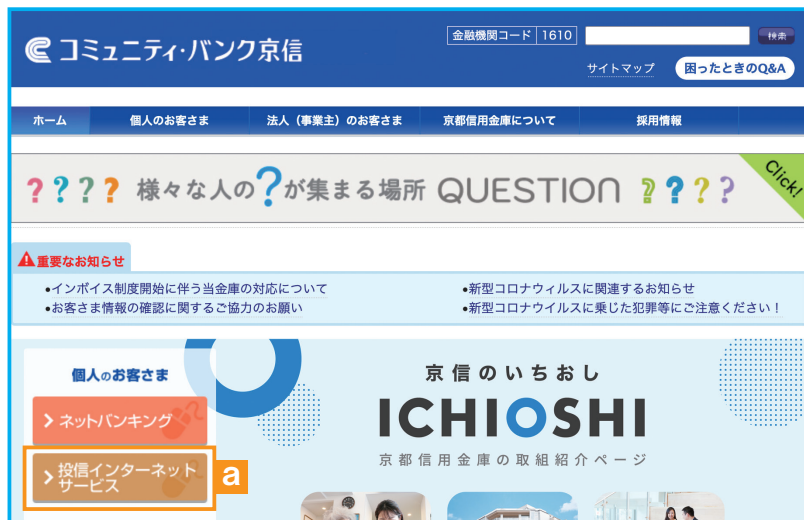 コミュニティ・バンク京信
金融機関コード 1610
検索
サイトマップ
困ったときのQ&A
ホーム
個人のお客さま
法人（事業主）のお客さま
京都信用金庫について
採用情報
????様々な人の?が集まる場所 QUESTION ????
Click!
重要なお知らせ
•インボイス制度開始に伴う当金庫の対応について
•新型コロナウィルスに関連するお知らせ
•お客さま情報の確認に関するご協力のお願い
•新型コロナウイルスに乗じた犯罪等にご注意ください！
個人のお客さま
ネットバンキング
投信インターネット
サービス
a
京信のいちおし
ICHIOSHI
京都信用金庫の取組紹介ページ